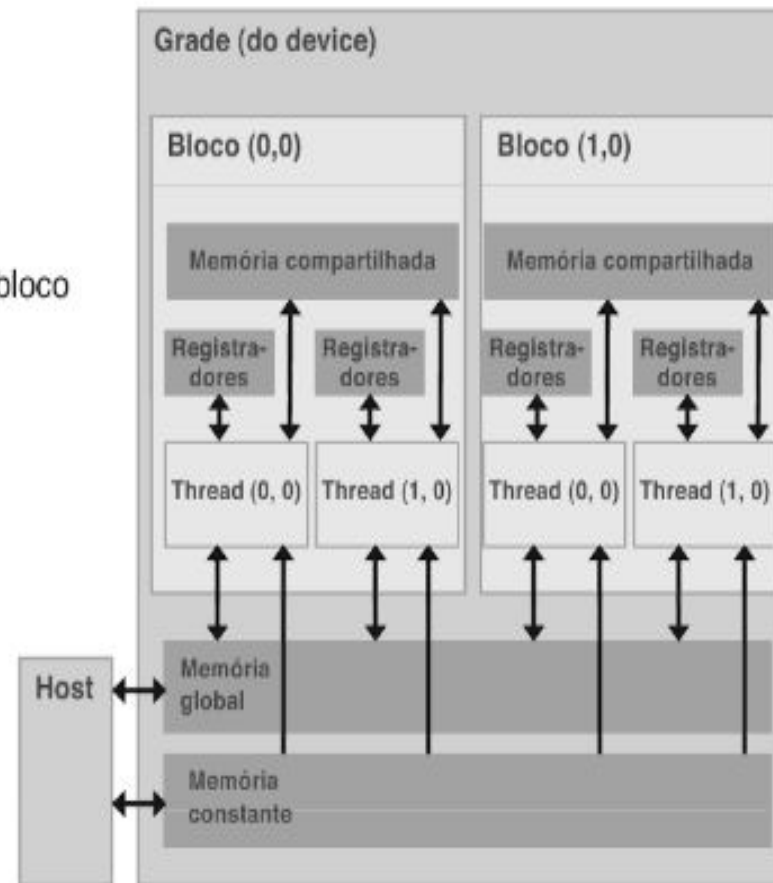 Grade (do device)
Bloco (0,0)
Bloco (1,0)
bloco
Memória compartilhada
Memória compartilhada
Registra-
dores
Registra-
dores
Registra-
dores
Registra-
dores
Thread (0, 0)
Thread (1, 0)
Thread (0, 0)
Thread (1, 0)
Host
Memória
global
Memória
constante